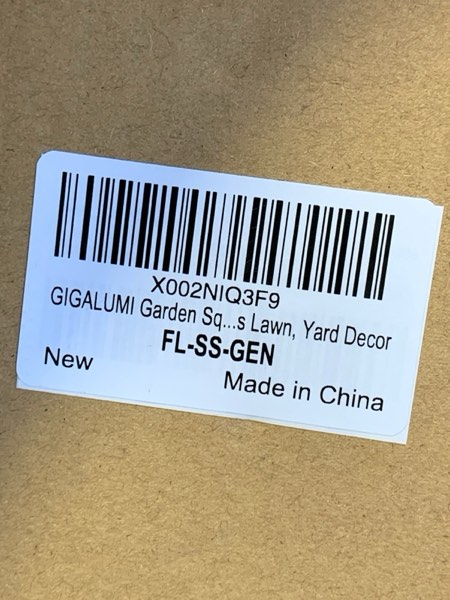 X002NIQ3F9
GIGALUMI Garden Sq...s Lawn, Yard Decor
FL-SS-GEN
New
Made in China